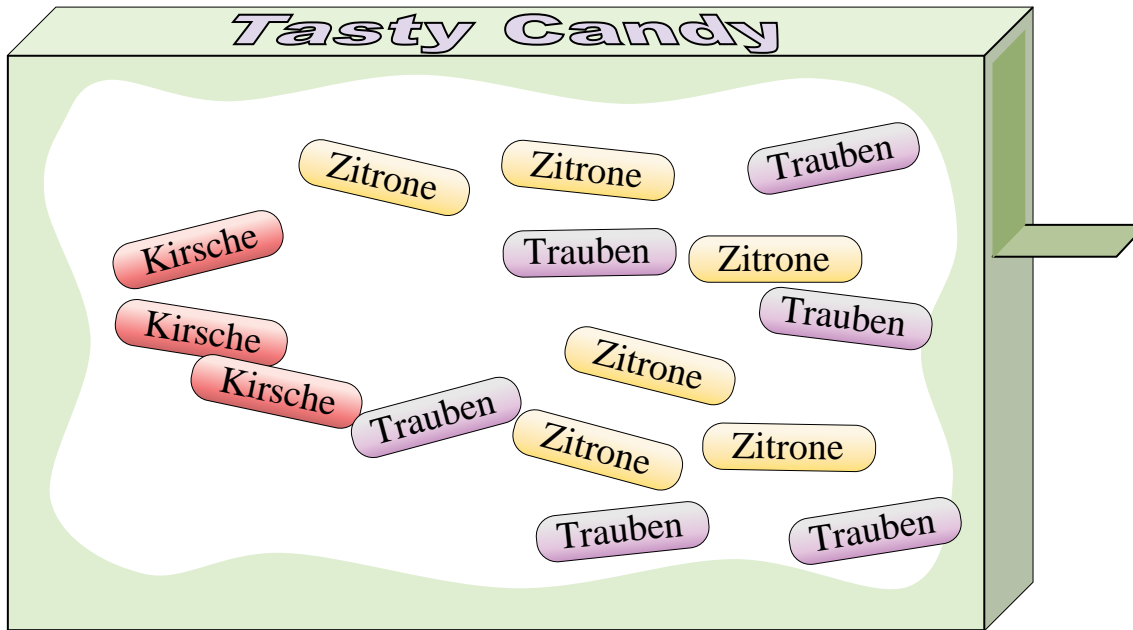 Tasty Candy
Zitrone
Zitrone
Trauben
Kirsche
Trauben
Zitrone
Kirsche
Trauben
Zitrone
Kirsche
Trauben
Zitrone
Zitrone
Trauben
Trauben